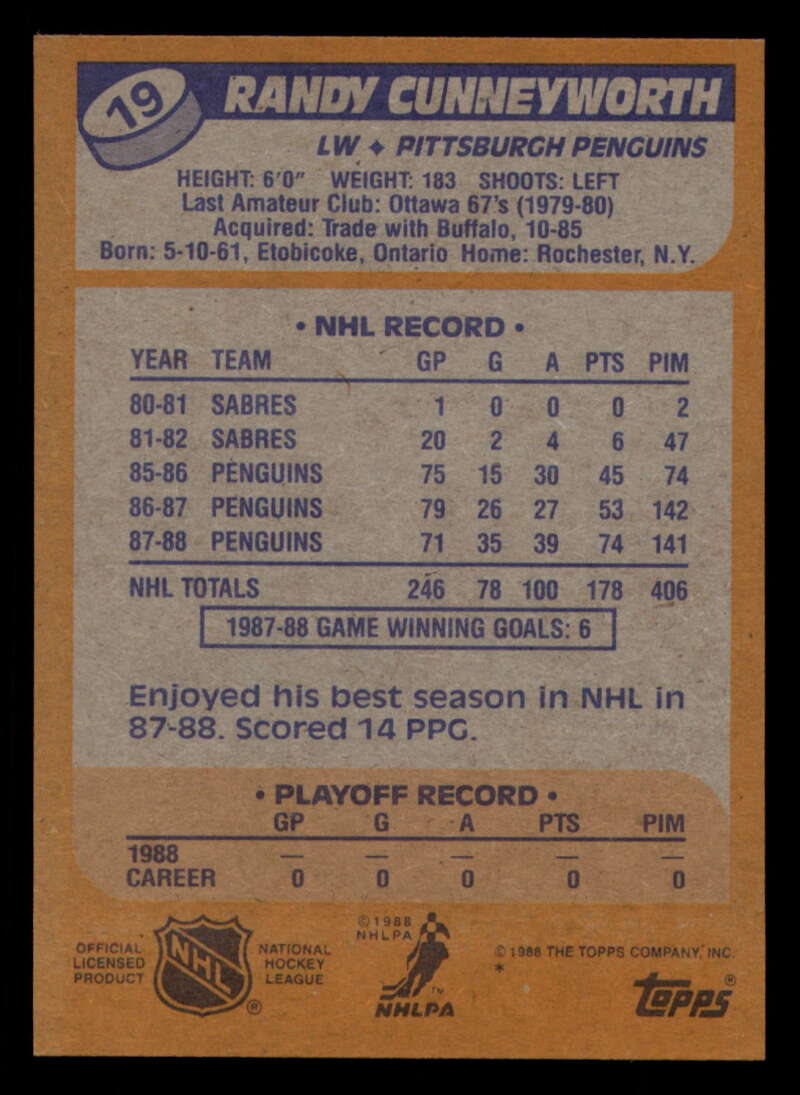 19
RANDY CUNNEYWORTH
LW ♦ PITTSBURGH PENGUINS
HEIGHT: 6'0" WEIGHT: 183 SHOOTS: LEFT
Last Amateur Club: Ottawa 67's (1979-80)
Acquired: Trade with Buffalo, 10-85
Born: 5-10-61, Etobicoke, Ontario Home: Rochester, N.Y.
• NHL RECORD •
YEAR TEAM GP G A PTS PIM
80-81 SABRES 1 0 0 0 2
81-82 SABRES 20 2 4 6 47
85-86 PENGUINS 75 15 30 45 74
86-87 PENGUINS 79 26 27 53 142
87-88 PENGUINS 71 35 39 74 141
NHL TOTALS 246 78 100 178 406
1987-88 GAME WINNING GOALS: 6
Enjoyed his best season in NHL in
87-88. Scored 14 PPG.
• PLAYOFF RECORD •
GP G A PTS PIM
1988 — — — — —
CAREER 0 0 0 0 0
OFFICIAL
LICENSED
PRODUCT
NHL
®
NATIONAL
HOCKEY
LEAGUE
©1988
NHLPA
TM
NHLPA
© 1988 THE TOPPS COMPANY, INC.
*
topps®